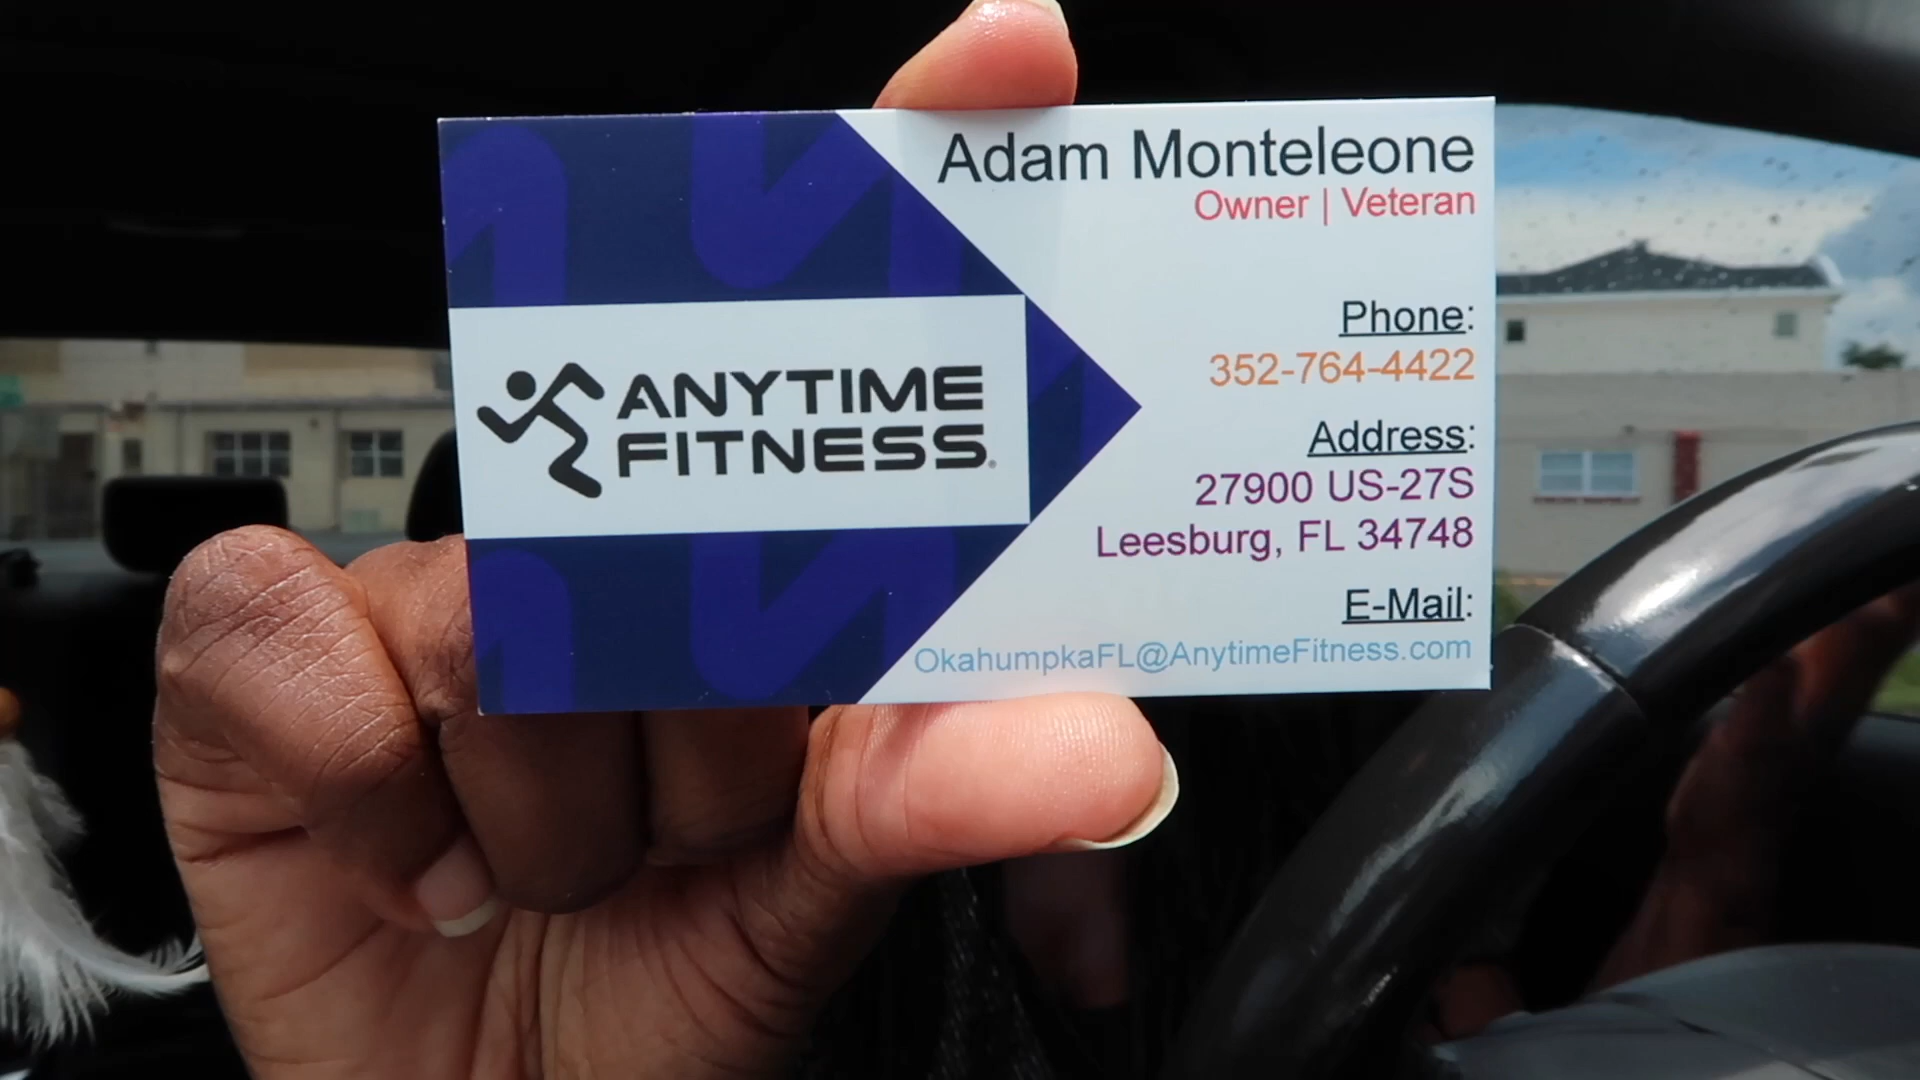 Adam Monteleone
Owner | Veteran
ANYTIME
FITNESS®
Phone:
352-764-4422
Address:
27900 US-27S
Leesburg, FL 34748
E-Mail:
OkahumpkaFL@AnytimeFitness.com